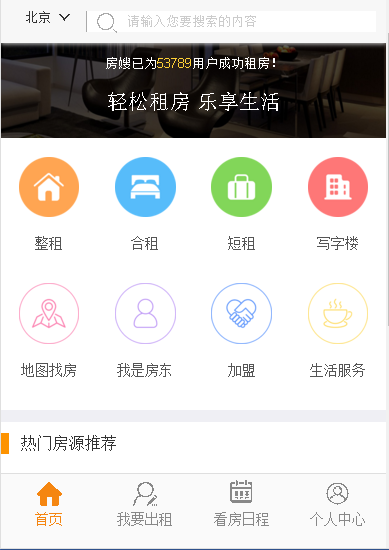 北京 请输入您要搜索的内容
房嫂已为53789用户成功租房!
轻松租房 乐享生活
整租 合租 短租 写字楼
地图找房 我是房东 加盟 生活服务
热门房源推荐
首页 我要出租 看房日程 个人中心